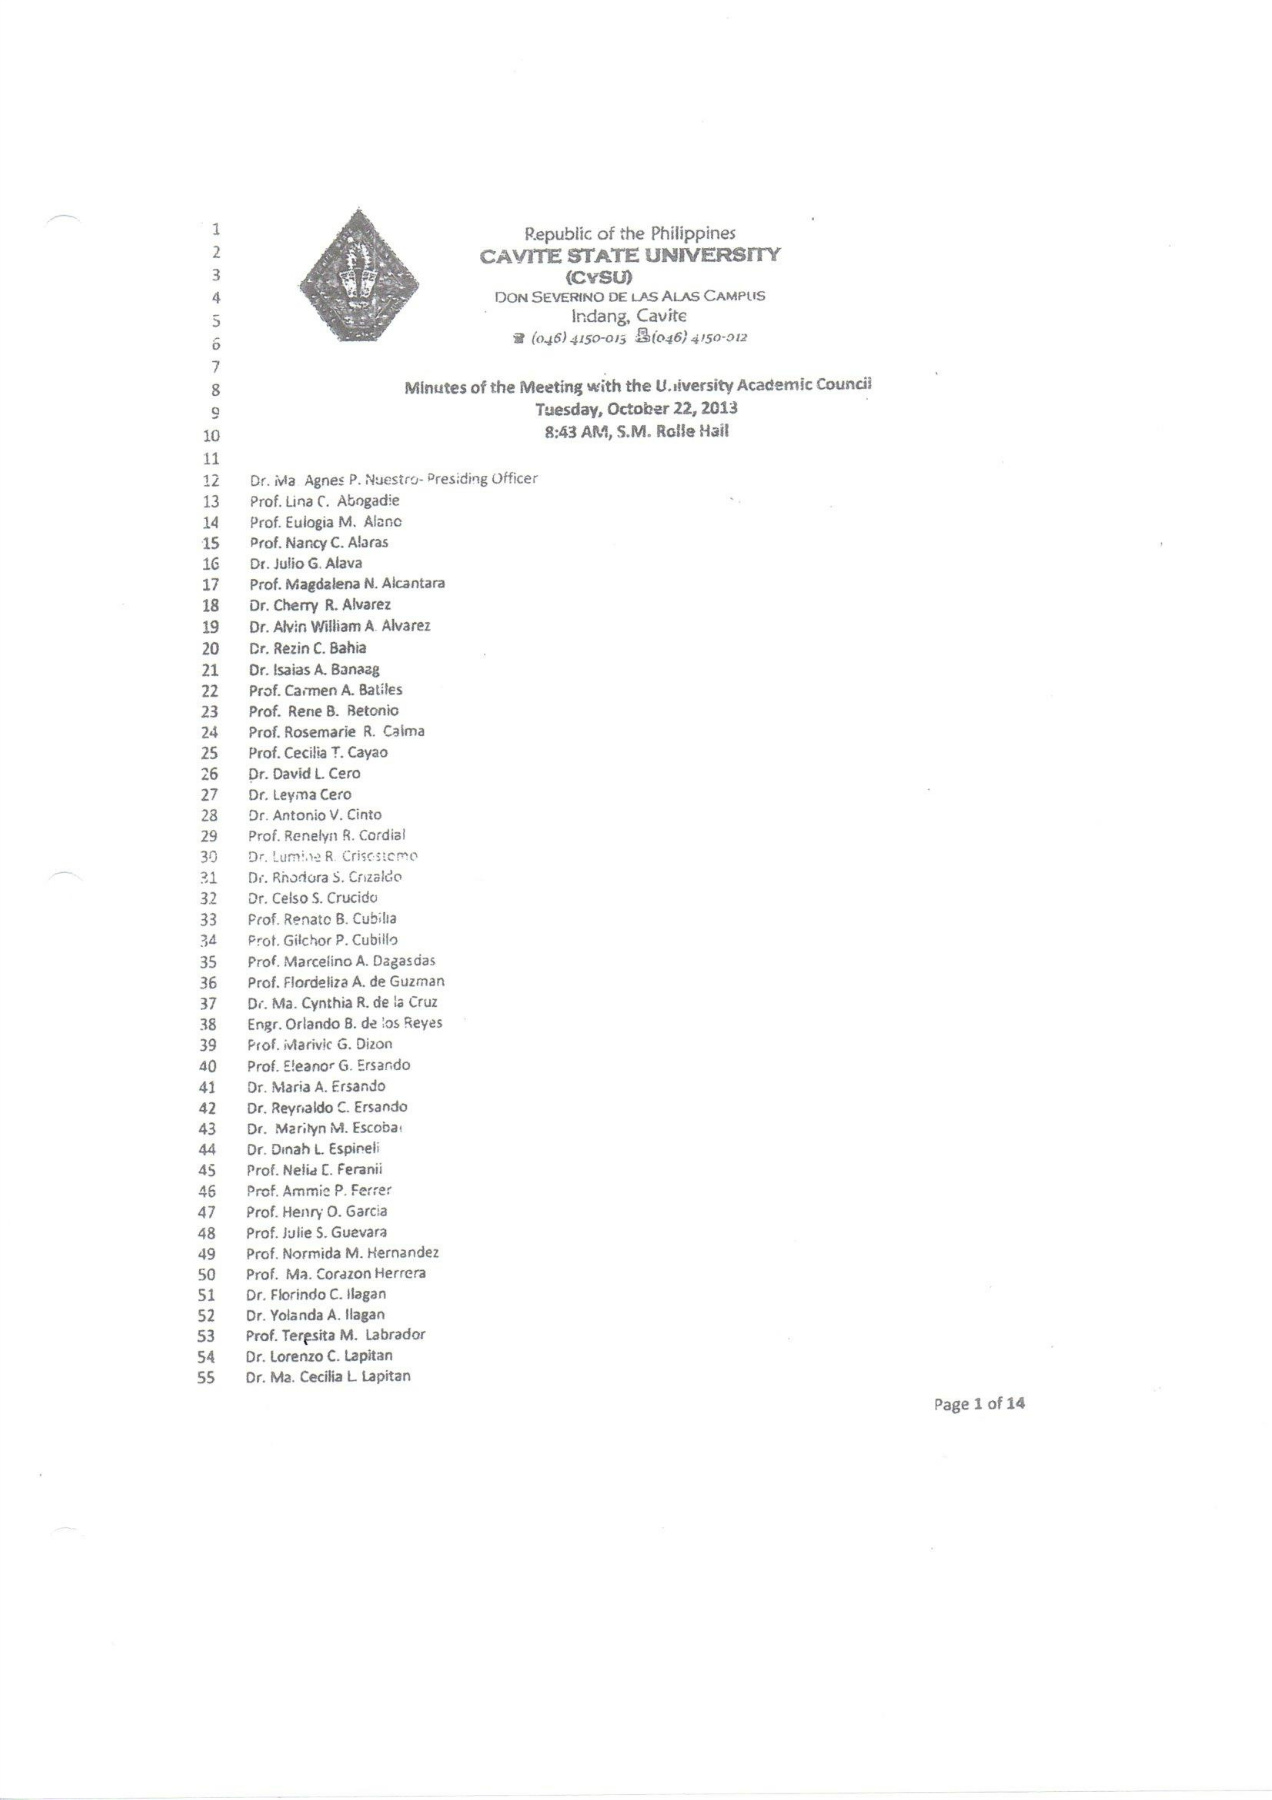 1
2
3
4
5
6
7
8
9
10
11
Republic of the Philippines
CAVITE STATE UNIVERSITY
(CvSU)
DON SEVERINO DE LAS ALAS CAMPUS
Indang, Cavite
(046) 4150-013 (046) 4150-012
Minutes of the Meeting with the University Academic Council
Tuesday, October 22, 2013
8:43 AM, S.M. Rolle Hall
12 Dr. Ma Agnes P. Nuestro- Presiding Officer
13 Prof. Lina C. Abogadie
14 Prof. Eulogia M. Alano
15 Prof. Nancy C. Alaras
16 Dr. Julio G. Alava
17 Prof. Magdalena N. Alcantara
18 Dr. Cherry R. Alvarez
19 Dr. Alvin William A. Alvarez
20 Dr. Rezin C. Bahia
21 Dr. Isaias A. Banaag
22 Prof. Carmen A. Batiles
23 Prof. Rene B. Betonio
24 Prof. Rosemarie R. Calma
25 Prof. Cecilia T. Cayao
26 Dr. David L. Cero
27 Dr. Leyma Cero
28 Dr. Antonio V. Cinto
29 Prof. Renelyn R. Cordial
30 Dr. R. Crisostomo
31 Dr. Rhodora S. Crizaldo
32 Dr. Celso S. Crucido
33 Prof. Renato B. Cubilla
34 Prof. Gilchor P. Cubillo
35 Prof. Marcelino A. Dagasdas
36 Prof. Flordeliza A. de Guzman
37 Dr. Ma. Cynthia R. de la Cruz
38 Engr. Orlando B. de los Reyes
39 Prof. Marivic G. Dizon
40 Prof. Eleanor G. Ersando
41 Dr. Maria A. Ersando
42 Dr. Reynaldo C. Ersando
43 Dr. Marilyn M. Escobar
44 Dr. Dinah L. Espineli
45 Prof. Nelia C. Feranil
46 Prof. Ammie P. Ferrer
47 Prof. Henry O. Garcia
48 Prof. Julie S. Guevara
49 Prof. Normida M. Hernandez
50 Prof. Ma. Corazon Herrera
51 Dr. Florindo C. Ilagan
52 Dr. Yolanda A. Ilagan
53 Prof. Teresita M. Labrador
54 Dr. Lorenzo C. Lapitan
55 Dr. Ma. Cecilia L. Lapitan
Page 1 of 14